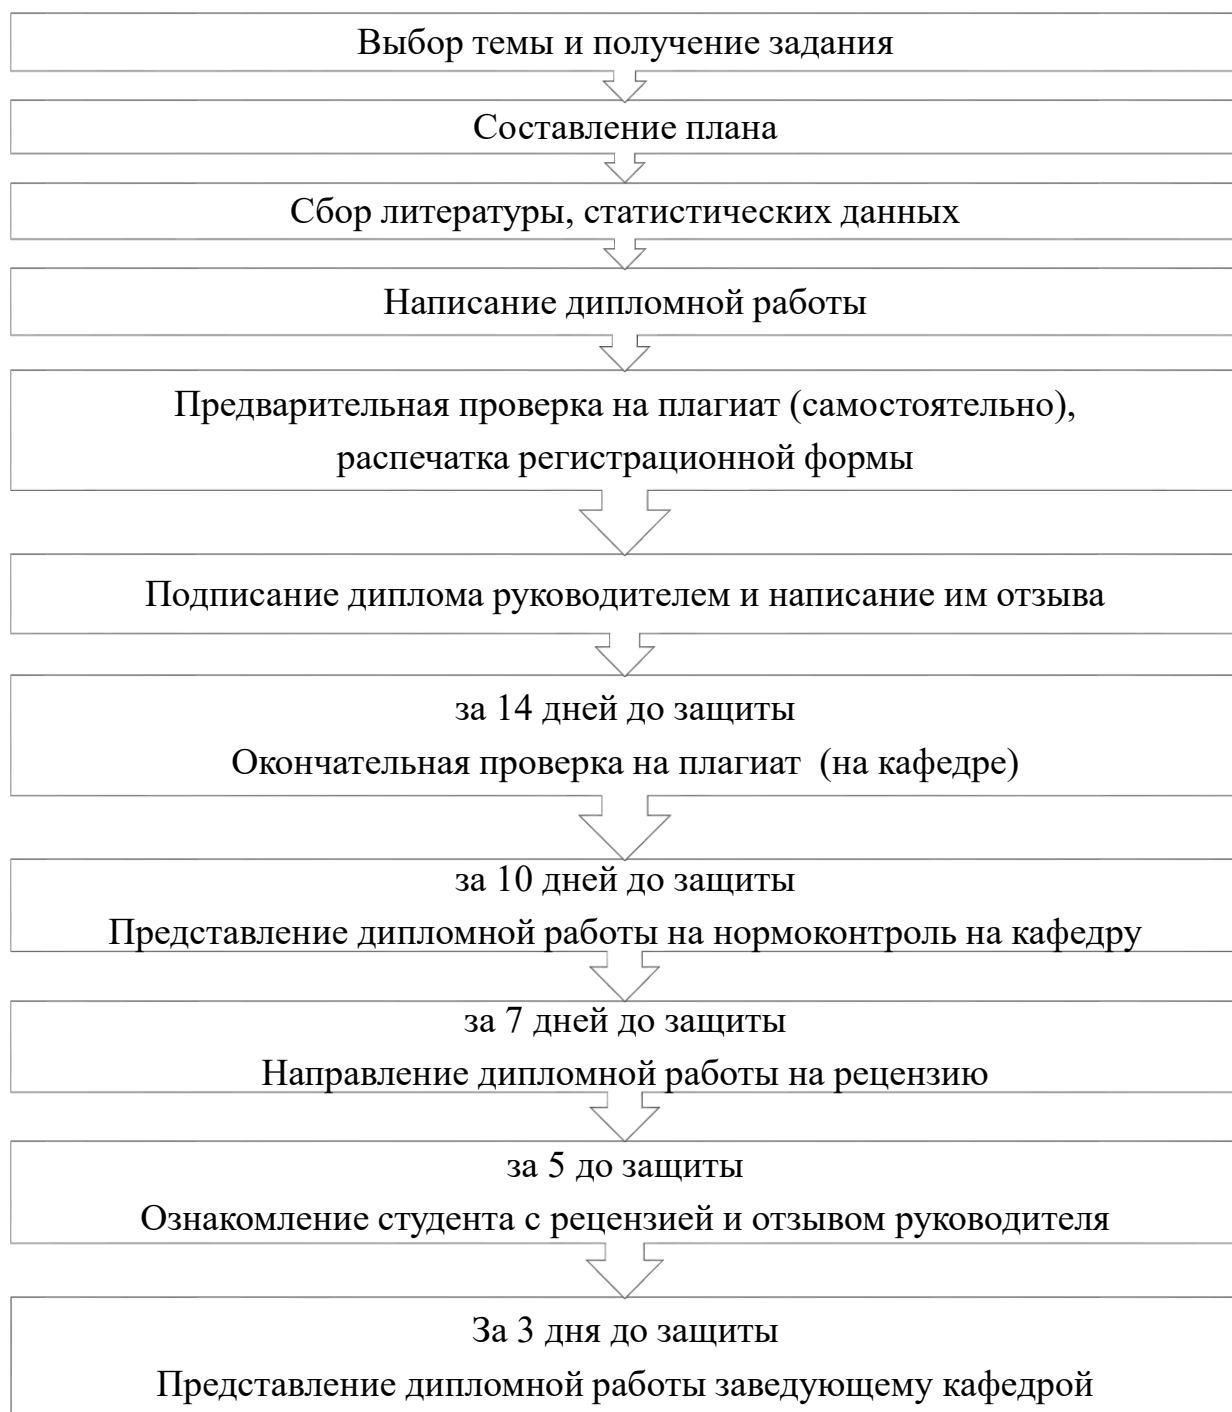 Выбор темы и получение задания
Составление плана
Сбор литературы, статистических данных
Написание дипломной работы
Предварительная проверка на плагиат (самостоятельно),
распечатка регистрационной формы
Подписание диплома руководителем и написание им отзыва
за 14 дней до защиты
Окончательная проверка на плагиат (на кафедре)
за 10 дней до защиты
Представление дипломной работы на нормоконтроль на кафедру
за 7 дней до защиты
Направление дипломной работы на рецензию
за 5 до защиты
Ознакомление студента с рецензией и отзывом руководителя
За 3 дня до защиты
Представление дипломной работы заведующему кафедрой